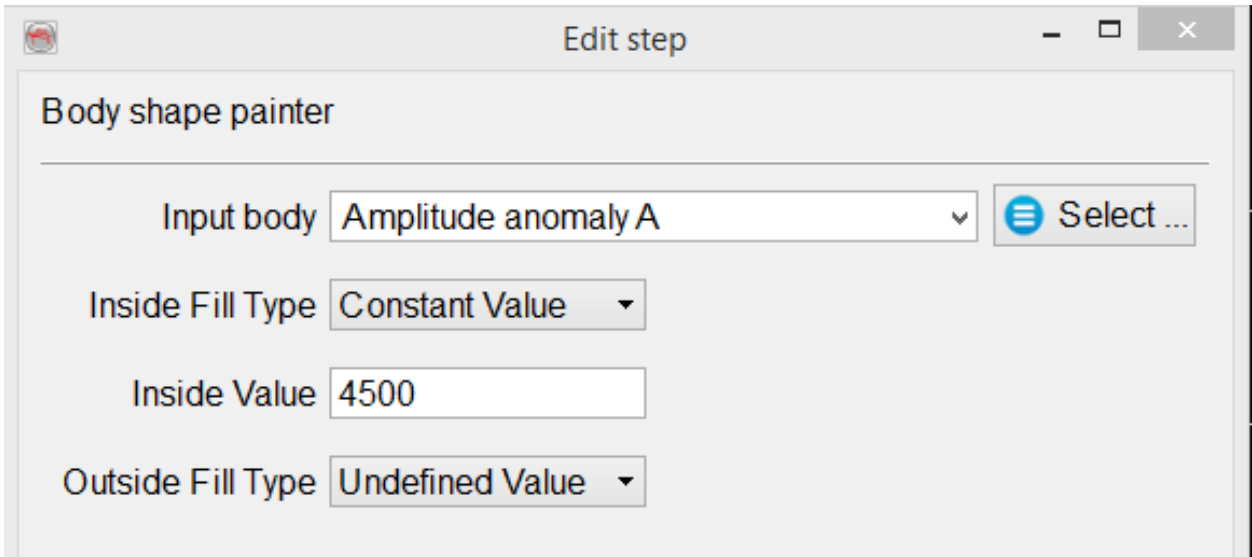 Edit step
Body shape painter
Input body Amplitude anomaly A Select ...
Inside Fill Type Constant Value
Inside Value 4500
Outside Fill Type Undefined Value